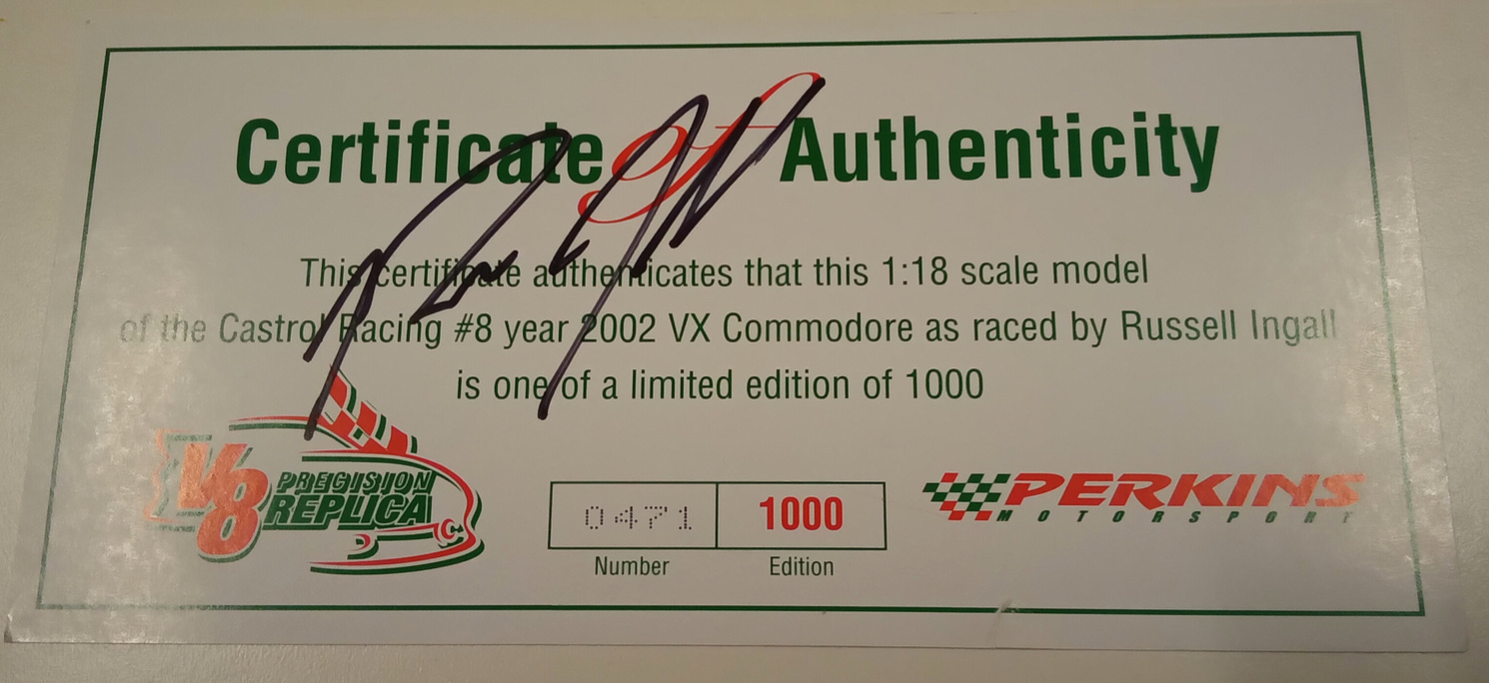 Certificate of Authenticity
This certificate authenticates that this 1:18 scale model
of the Castrol Racing #8 year 2002 VX Commodore as raced by Russell Ingall
is one of a limited edition of 1000
V8
PRECISION
REPLICA
0471 1000
Number Edition
PERKINS
MOTORSPORT